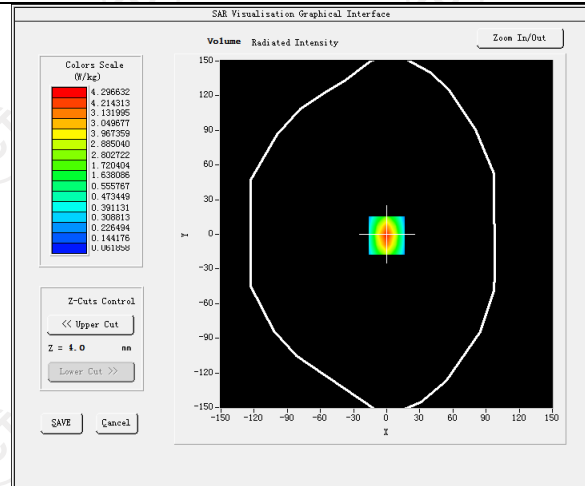 SAR Visualisation Graphical Interface
Volume Radiated Intensity
Zoom In/Out
Colors Scale
(W/kg)
4.296632
4.214313
3.131995
3.049677
3.967359
2.885040
2.802722
1.720404
1.638086
0.555767
0.473449
0.391131
0.308813
0.226494
0.144176
0.061858
Z-Cuts Control
<< Upper Cut
Z = 4.0 mm
Lower Cut >>
SAVE Cancel
150
120
90
60
30
0
-30
-60
-90
-120
-150
Y
-150 -120 -90 -60 -30 0 30 60 90 120 150
X